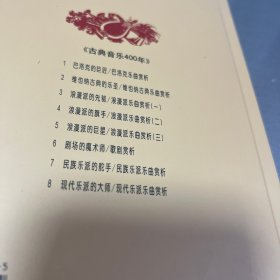 《古典音乐400年》
1 巴洛克的巨匠/巴洛克乐曲赏析
2 维也纳古典的乐圣/维也纳古典乐曲赏析
3 浪漫派的先驱/浪漫派乐曲赏析(一)
4 浪漫派的旗手/浪漫派乐曲赏析(二)
5 浪漫派的巨擘/浪漫派乐曲赏析(三)
6 剧场的魔术师/歌剧赏析
7 民族乐派的舵手/民族乐派乐曲赏析
8 现代乐派的大师/现代乐派乐曲赏析